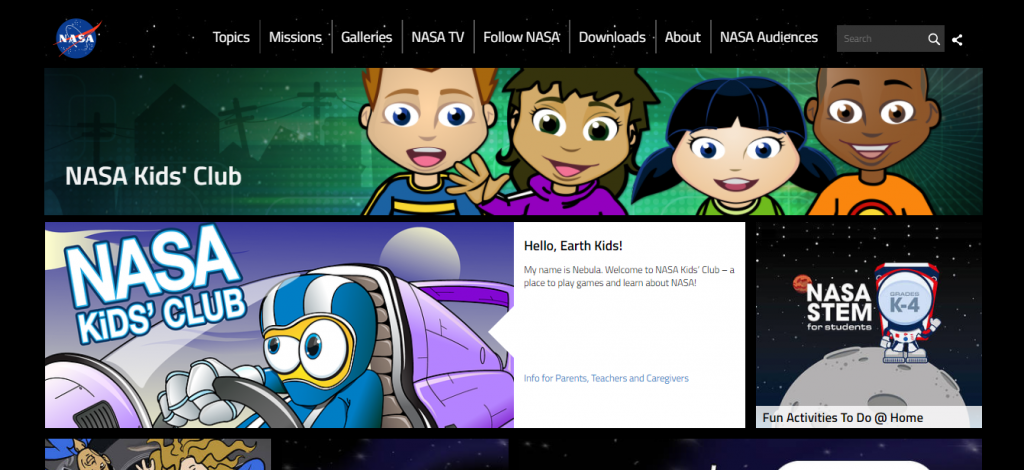 NASA
Topics
Missions
Galleries
NASA TV
Follow NASA
Downloads
About
NASA Audiences
Search
NASA Kids' Club
NASA
KiDS' CLUB
Hello, Earth Kids!
My name is Nebula. Welcome to NASA Kids' Club – a
place to play games and learn about NASA!
Info for Parents, Teachers and Caregivers
NASA
STEM
for students
GRADES
K-4
Fun Activities To Do @ Home